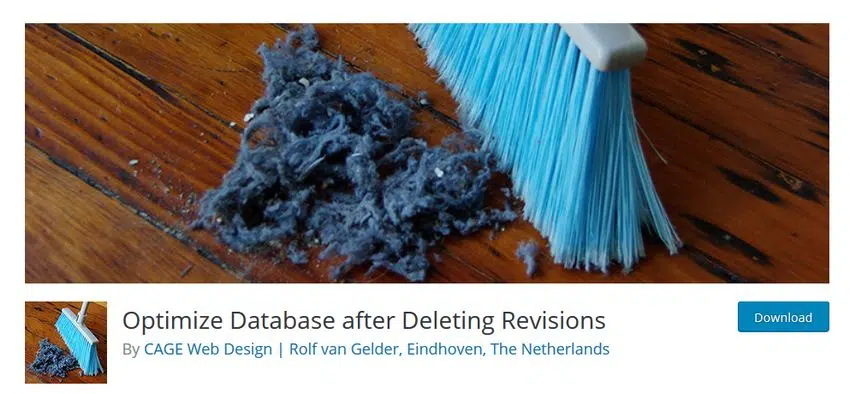 Optimize Database after Deleting Revisions
Download
By CAGE Web Design | Rolf van Gelder, Eindhoven, The Netherlands